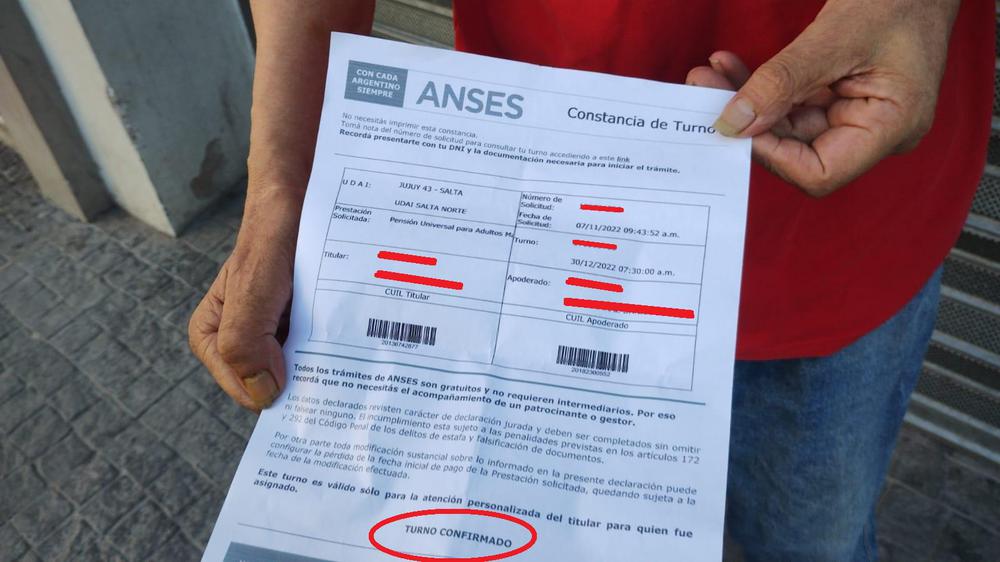 CON CADA
ARGENTINO
SIEMPRE
ANSES
Constancia de Turno
No necesitás imprimir esta constancia.
Tomá nota del número de solicitud para consultar tu turno accediendo a este link
Recordá presentarte con tu DNI y la documentación necesaria para iniciar el trámite.
U D A I:
JUJUY 43 - SALTA
UDAI SALTA NORTE
Número de
Solicitud:
Fecha de
Solicitud:
07/11/2022 09:43:52 a.m.
Prestación
Solicitada:
Pensión Universal para Adultos Ma
Turno:
30/12/2022 07:30:00 a.m.
Titular:
Apoderado:
CUIL Titular
CUIL Apoderado
Todos los trámites de ANSES son gratuitos y no requieren intermediarios. Por eso
recordá que no necesitás el acompañamiento de un patrocinante o gestor.
Los datos declarados revisten carácter de declaración jurada y deben ser completados sin omitir
ni falsear ninguno. El incumplimiento esta sujeto a las penalidades previstas en los artículos 172
y 292 del Código Penal de los delitos de estafa y falsificación de documentos.
Por otra parte toda modificación sustancial sobre lo informado en la presente declaración puede
configurar la pérdida de la fecha inicial de pago de la Prestación solicitada, quedando sujeta a la
fecha de la modificación efectuada.
Este turno es válido sólo para la atención personalizada del titular para quien fue
asignado.
TURNO CONFIRMADO